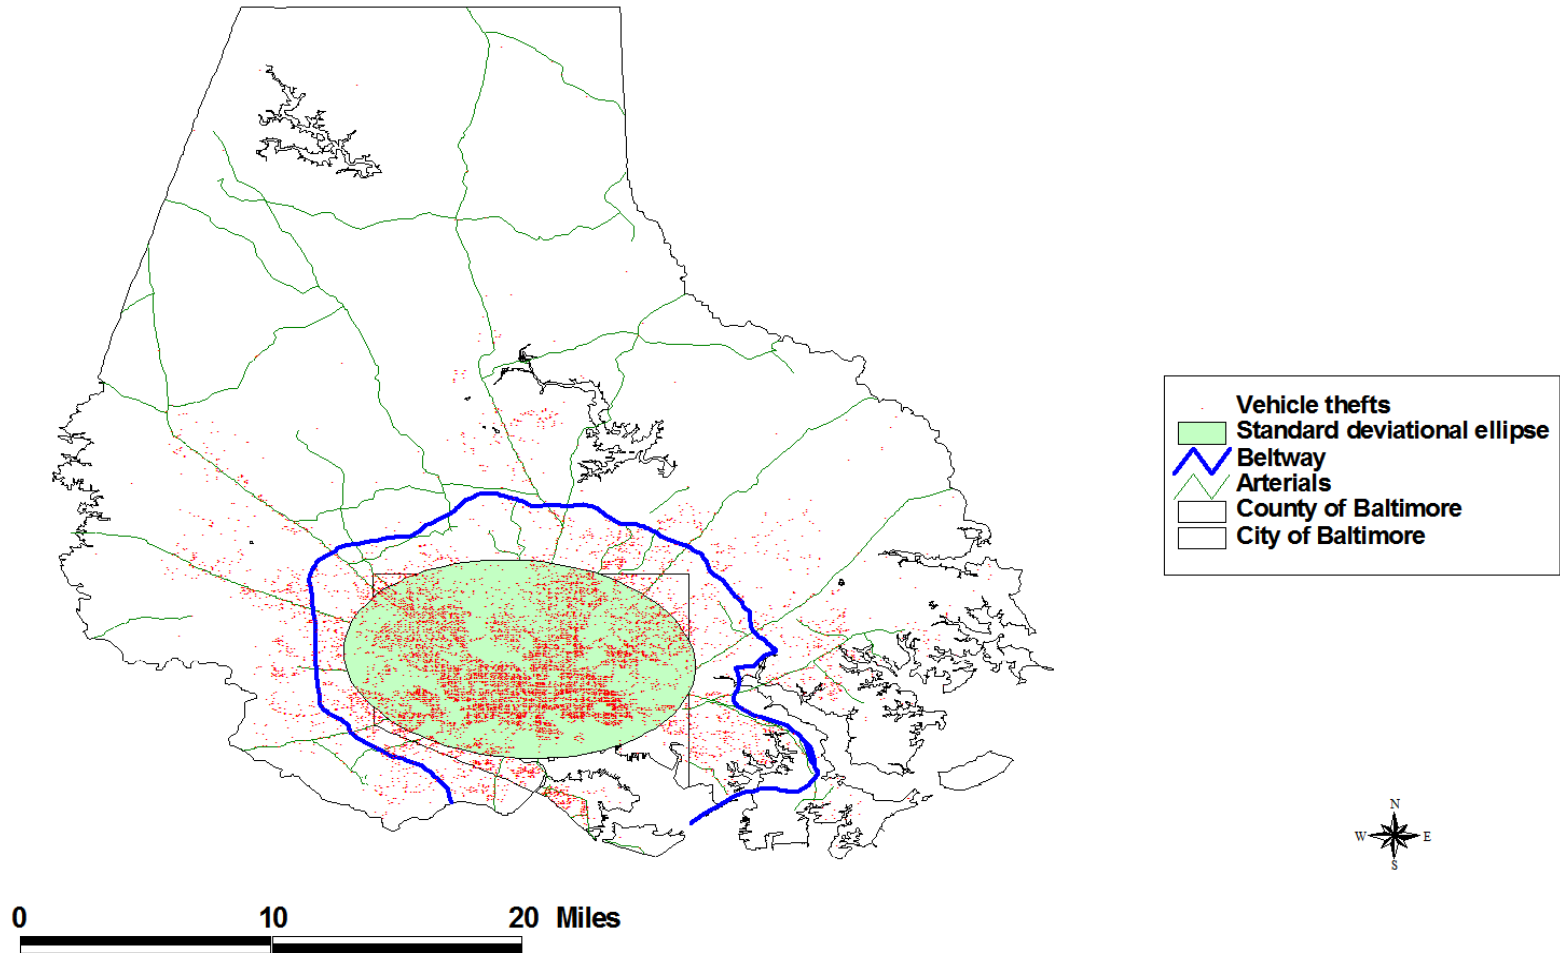 Vehicle thefts
Standard deviational ellipse
Beltway
Arterials
County of Baltimore
City of Baltimore
N
W E
S
0 10 20 Miles